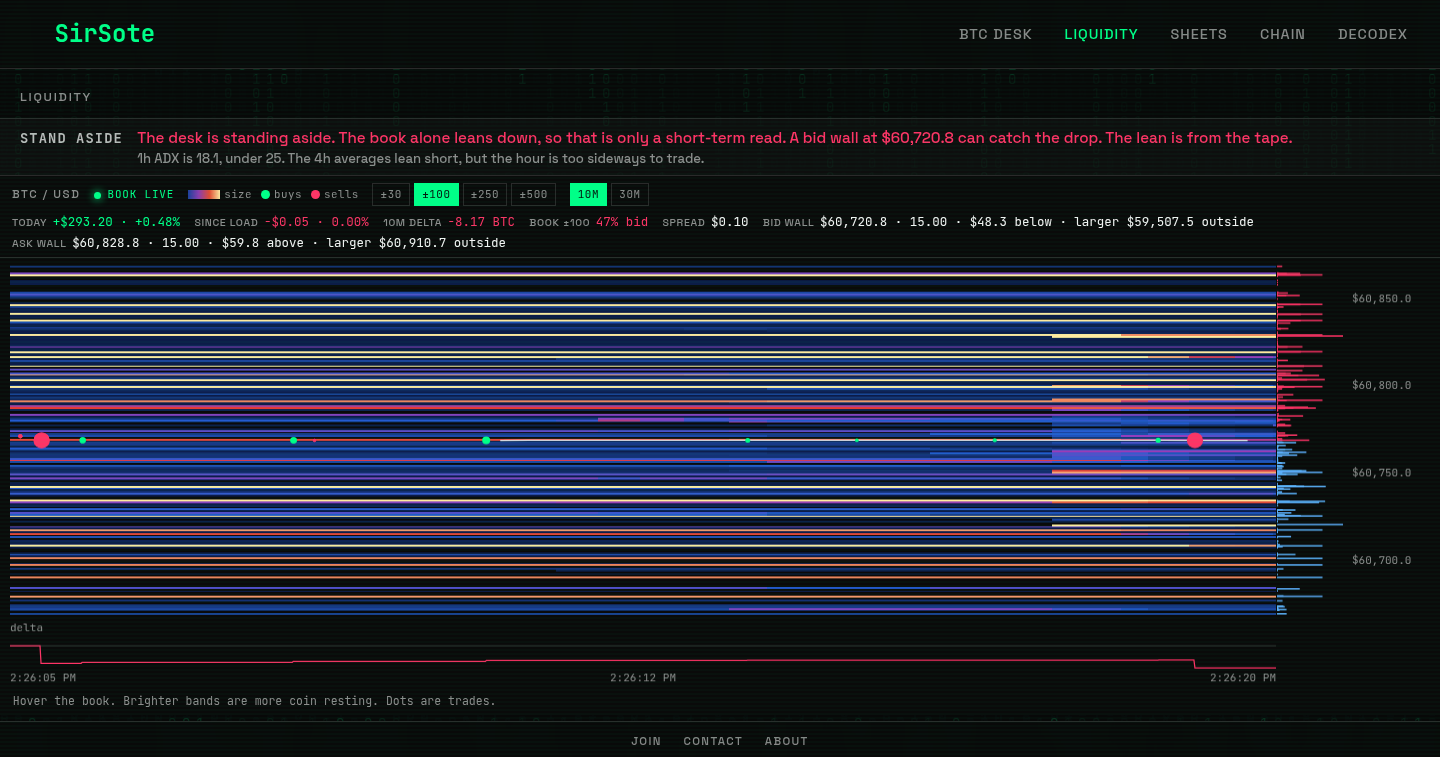 SirSote
BTC DESK LIQUIDITY SHEETS CHAIN DECODEX
LIQUIDITY
STAND ASIDE The desk is standing aside. The book alone leans down, so that is only a short-term read. A bid wall at $60,720.8 can catch the drop. The lean is from the tape.
1h ADX is 18.1, under 25. The 4h averages lean short, but the hour is too sideways to trade.
BTC / USD BOOK LIVE size buys sells ±30 ±100 ±250 ±500 10M 30M
TODAY +$293.20 · +0.48% SINCE LOAD -$0.05 · 0.00% 10M DELTA -8.17 BTC BOOK ±100 47% bid SPREAD $0.10 BID WALL $60,720.8 · 15.00 · $48.3 below · larger $59,507.5 outside
ASK WALL $60,828.8 · 15.00 · $59.8 above · larger $60,910.7 outside
$60,850.0
$60,800.0
$60,750.0
$60,700.0
delta
2:26:05 PM 2:26:12 PM 2:26:20 PM
Hover the book. Brighter bands are more coin resting. Dots are trades.
JOIN CONTACT ABOUT